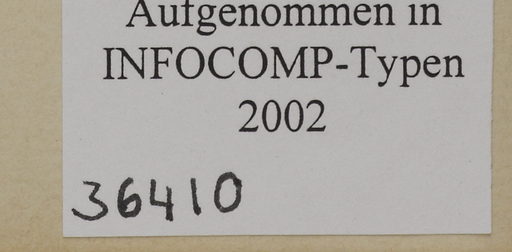 Aufgenommen in
INFOCOMP-Typen
2002
36410